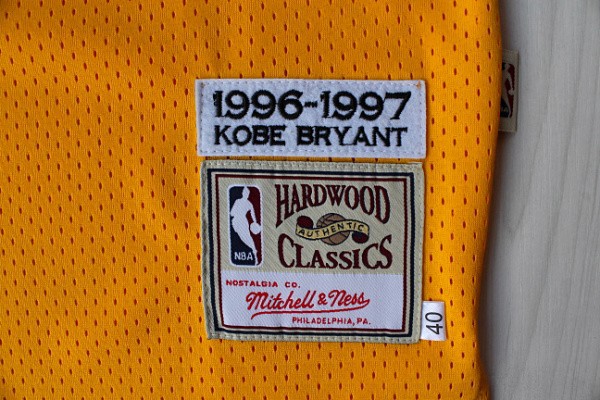 1996-1997
KOBE BRYANT
HARDWOOD
AUTHENTIC
CLASSICS
NBA
NOSTALGIA CO.
Mitchell & Ness
PHILADELPHIA, PA.
40